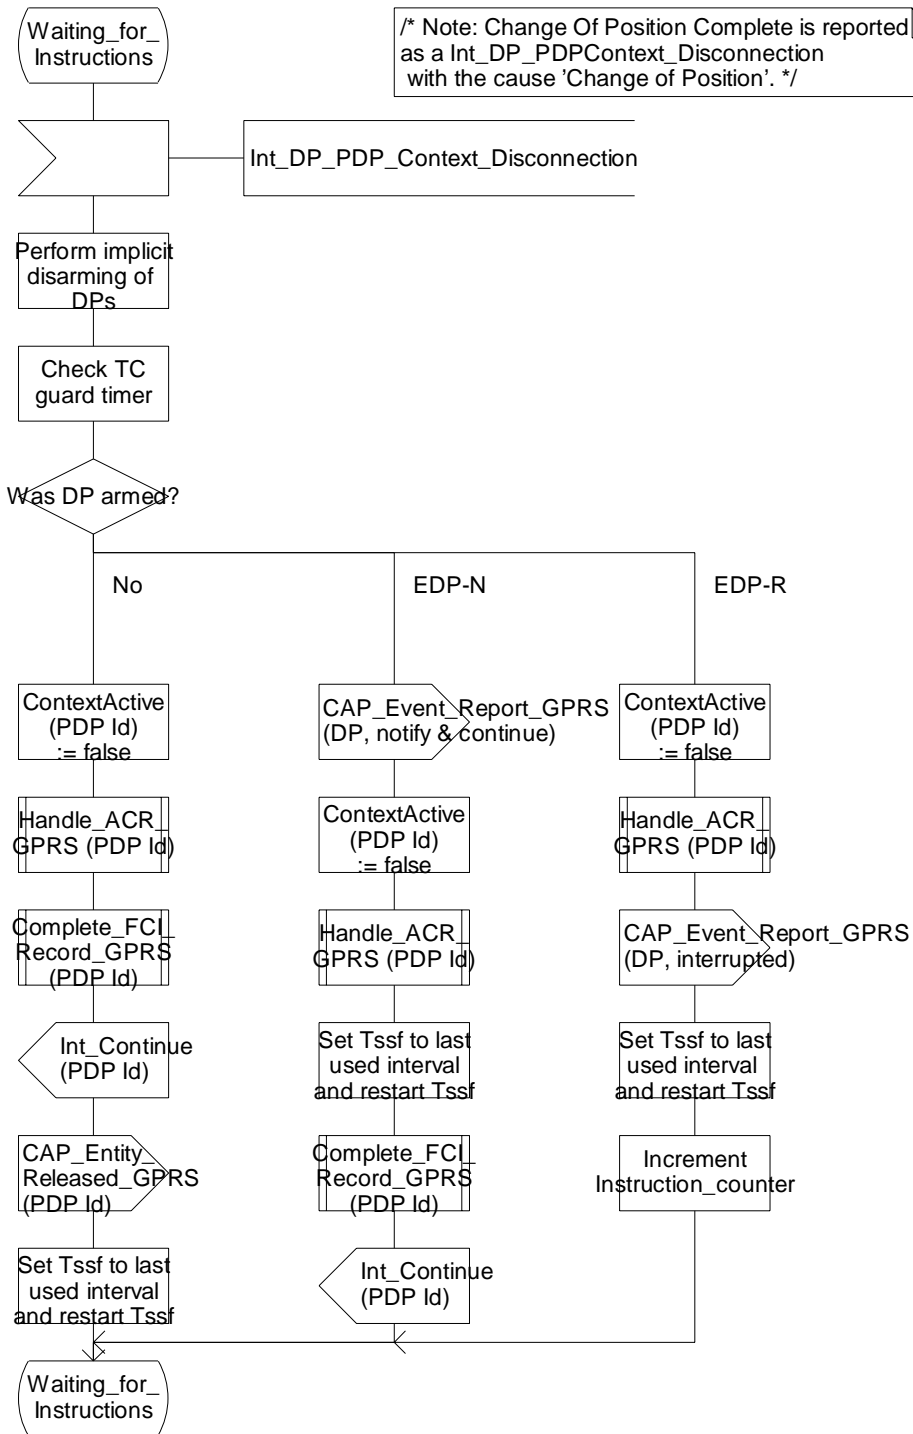 Waiting_for_
Instructions
/* Note: Change Of Position Complete is reported
as a Int_DP_PDPContext_Disconnection
with the cause ’Change of Position’. */
Int_DP_PDP_Context_Disconnection
Perform implicit
disarming of
DPs
Check TC
guard timer
Was DP armed?
No
EDP-N
EDP-R
ContextActive
(PDP Id)
:= false
Handle_ACR_
GPRS (PDP Id)
Complete_FCI_
Record_GPRS
(PDP Id)
Int_Continue
(PDP Id)
CAP_Entity_
Released_GPRS
(PDP Id)
Set Tssf to last
used interval
and restart Tssf
CAP_Event_Report_GPRS
(DP, notify & continue)
ContextActive
(PDP Id)
:= false
Handle_ACR_
GPRS (PDP Id)
Set Tssf to last
used interval
and restart Tssf
Complete_FCI_
Record_GPRS
(PDP Id)
Int_Continue
(PDP Id)
ContextActive
(PDP Id)
:= false
Handle_ACR_
GPRS (PDP Id)
CAP_Event_Report_GPRS
(DP, interrupted)
Set Tssf to last
used interval
and restart Tssf
Increment
Instruction_counter
Waiting_for_
Instructions